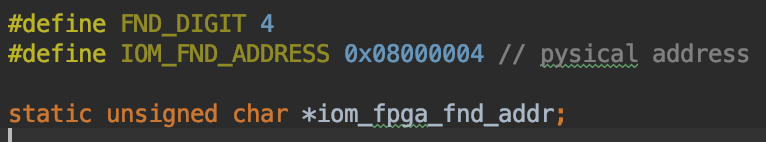 #define FND_DIGIT 4
#define IOM_FND_ADDRESS 0x08000004 // pysical address
static unsigned char *iom_fpga_fnd_addr;